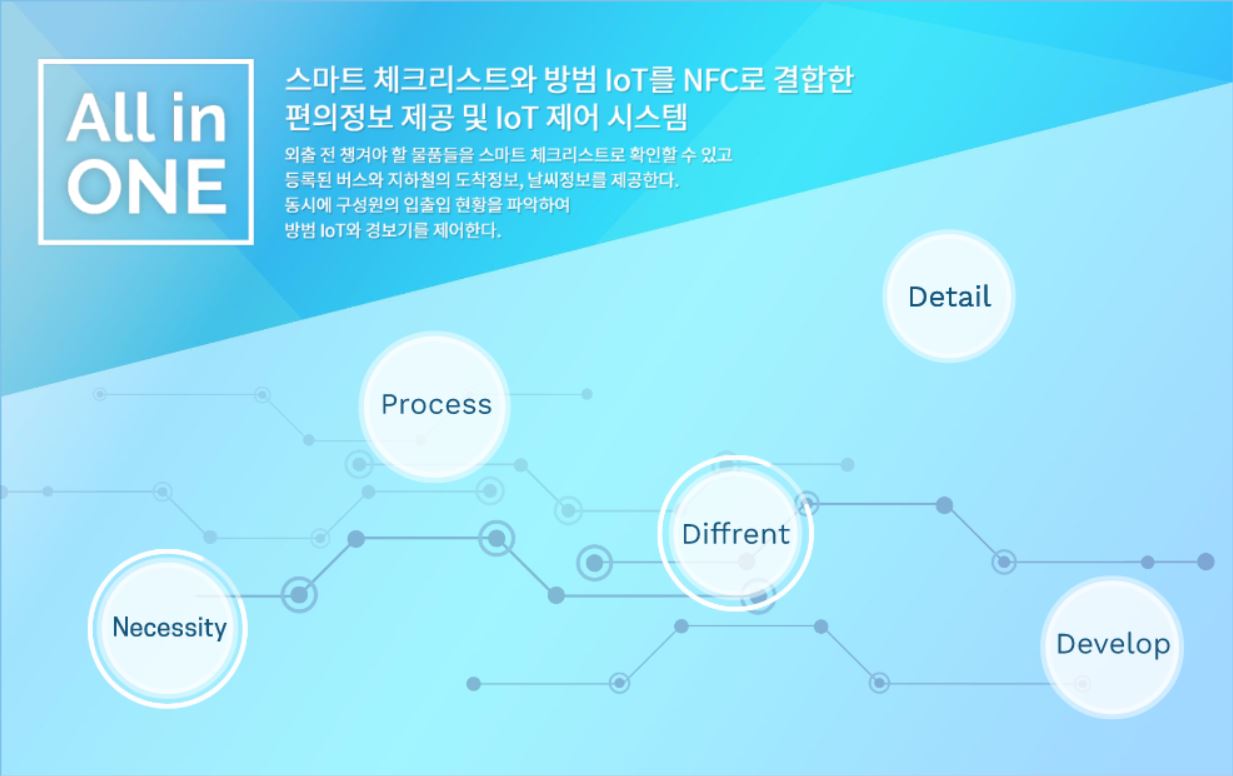 All in
ONE
스마트 체크리스트와 방범 IoT를 NFC로 결합한
편의정보 제공 및 IoT 제어 시스템
외출 전 챙겨야 할 물품들을 스마트 체크리스트로 확인할 수 있고
등록된 버스와 지하철의 도착정보, 날씨정보를 제공한다.
동시에 구성원의 입출입 현황을 파악하여
방범 IoT와 경보기를 제어한다.
Detail
Process
Diffrent
Necessity
Develop